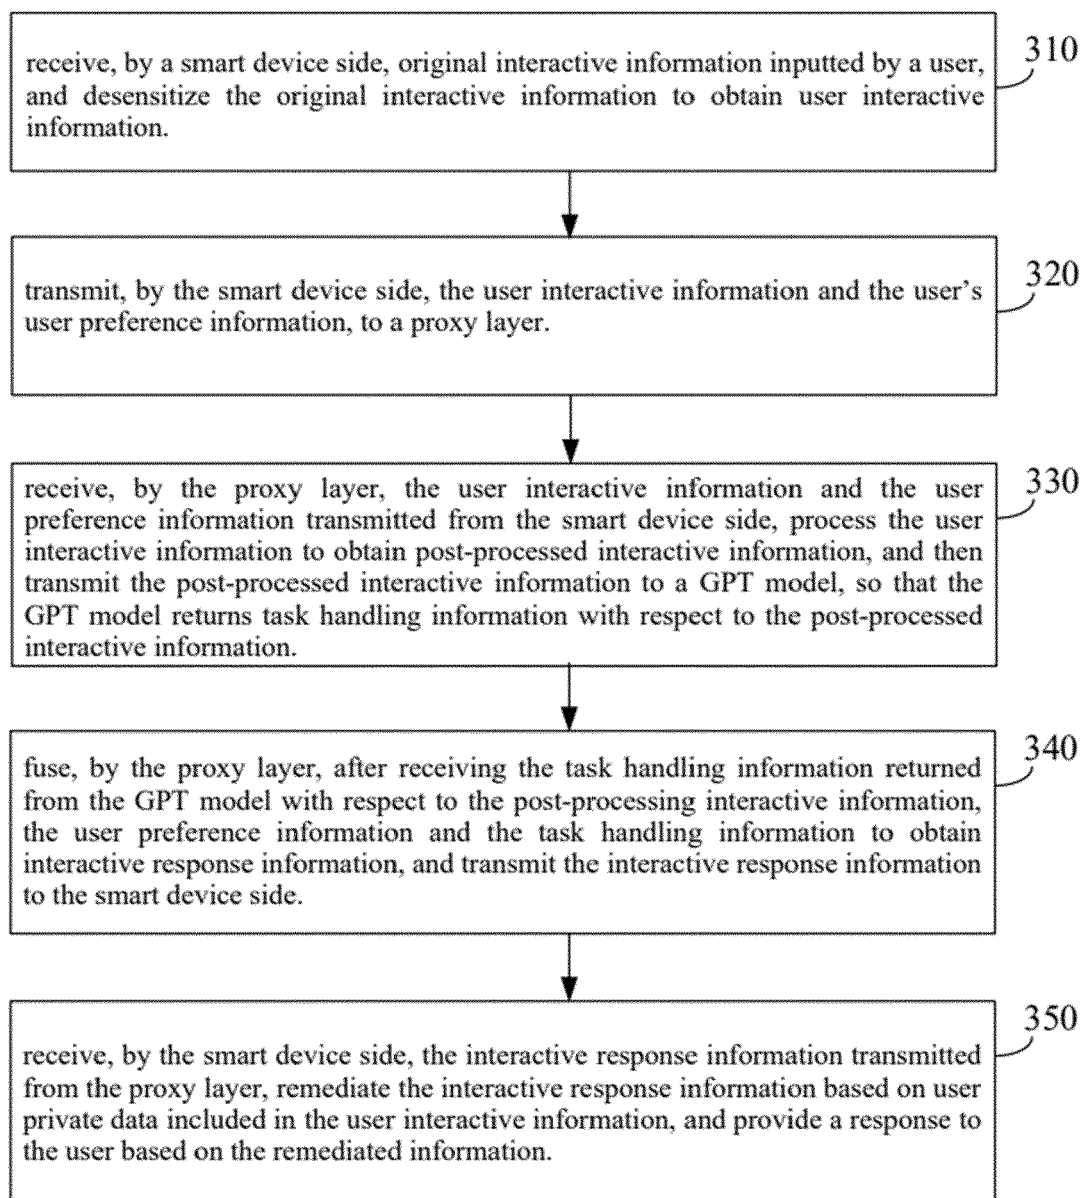 310
receive, by a smart device side, original interactive information inputted by a user,
and desensitize the original interactive information to obtain user interactive
information.
320
transmit, by the smart device side, the user interactive information and the user's
user preference information, to a proxy layer.
330
receive, by the proxy layer, the user interactive information and the user
preference information transmitted from the smart device side, process the user
interactive information to obtain post-processed interactive information, and then
transmit the post-processed interactive information to a GPT model, so that the
GPT model returns task handling information with respect to the post-processed
interactive information.
340
fuse, by the proxy layer, after receiving the task handling information returned
from the GPT model with respect to the post-processing interactive information,
the user preference information and the task handling information to obtain
interactive response information, and transmit the interactive response information
to the smart device side.
350
receive, by the smart device side, the interactive response information transmitted
from the proxy layer, remediate the interactive response information based on user
private data included in the user interactive information, and provide a response to
the user based on the remediated information.